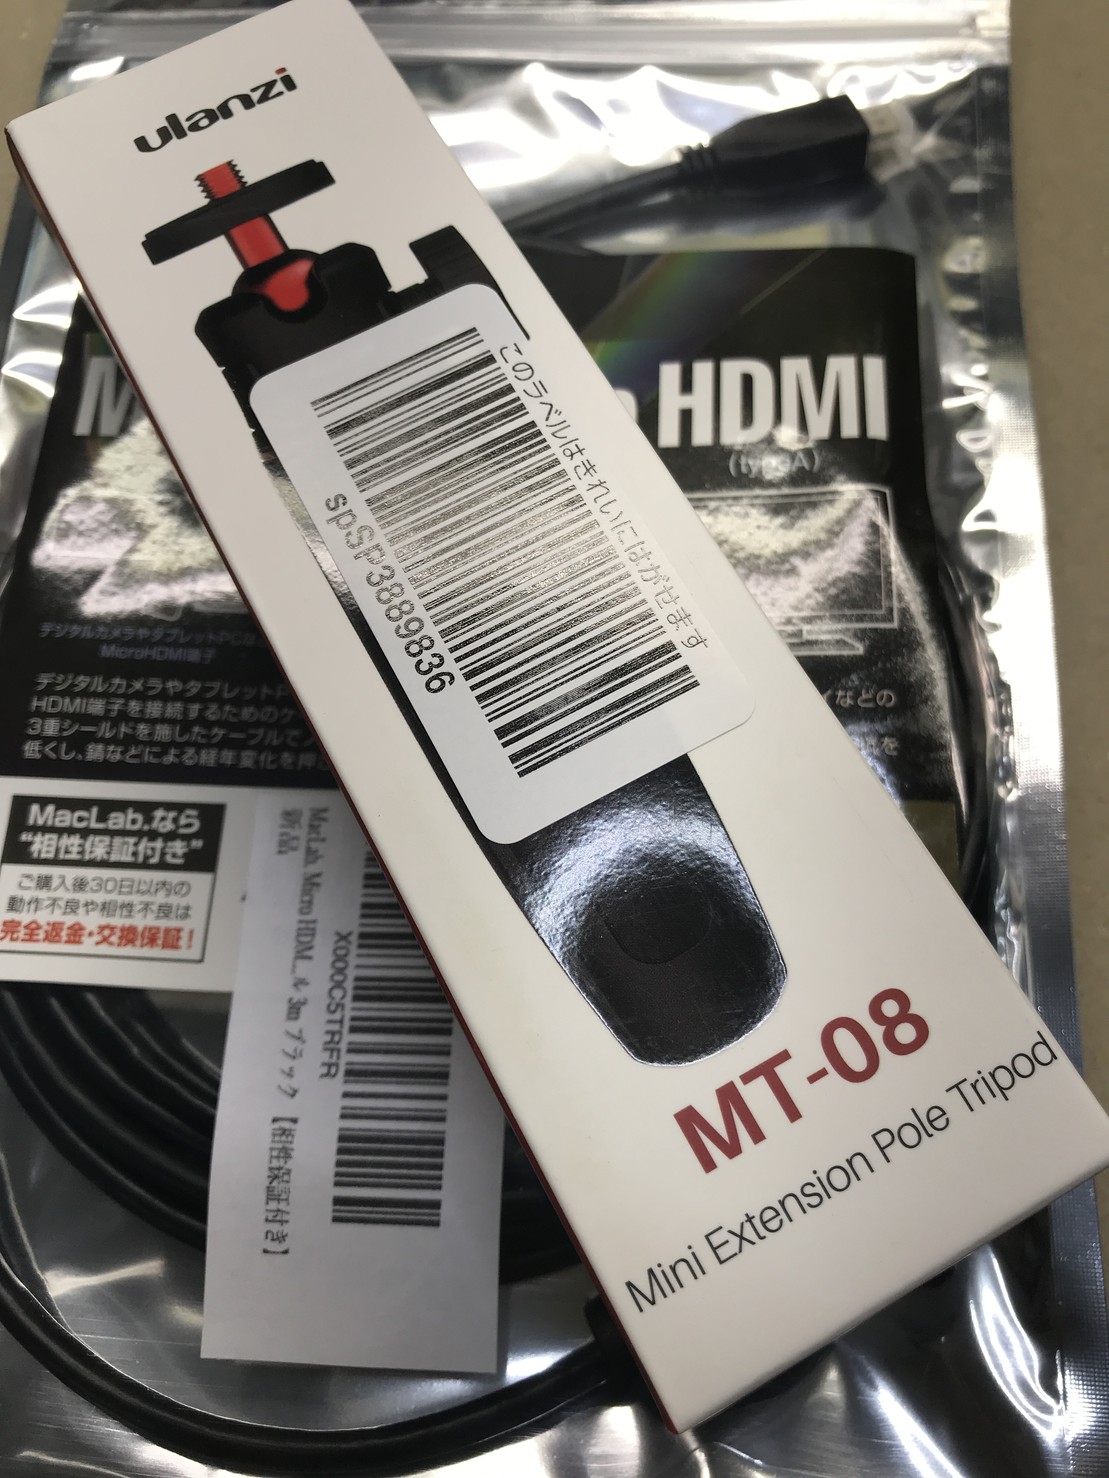 ulanzi
このラベルはきれいにはがせます
spSP3889836
MT-08
Mini Extension Pole Tripod
M
HDMI
(typeA)
デジタルカメラやタブレットPC
MicroHDMI端子
デジタルカメラやタブレットP
HDMI端子を接続するためのケ
3重シールドを施したケーブルで
低くし、錆などによる経年変化を
などの
を
MacLab.なら
"相性保証付き"
ご購入後30日以内の
動作不良や相性不良は
完全返金・交換保証！
X000C5TRFR
MacLab. Micro HDM...ル 3m ブラック 【相性保証付き】
新品